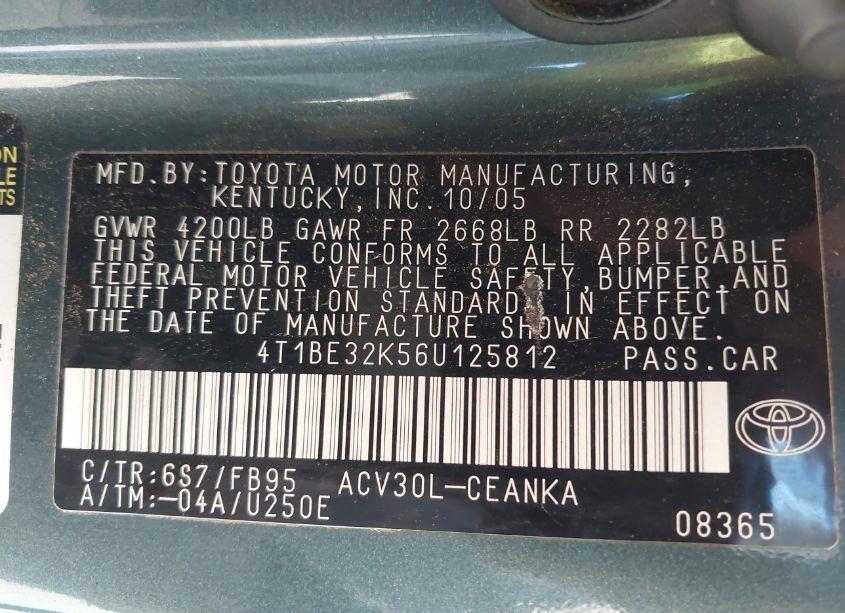 ON
LE
TS
MFD.BY:TOYOTA MOTOR MANUFACTURING,
KENTUCKY,INC.10/05
GVWR 4200LB GAWR FR 2668LB RR 2282LB
THIS VEHICLE CONFORMS TO ALL APPLICABLE
FEDERAL MOTOR VEHICLE SAFETY,BUMPER,AND
THEFT PREVENTION STANDARDS IN EFFECT ON
THE DATE OF MANUFACTURE SHOWN ABOVE.
4T1BE32K56U125812 PASS.CAR
C/TR:6S7/FB95 ACV30L-CEANKA
A/TM:-04A/U250E
08365